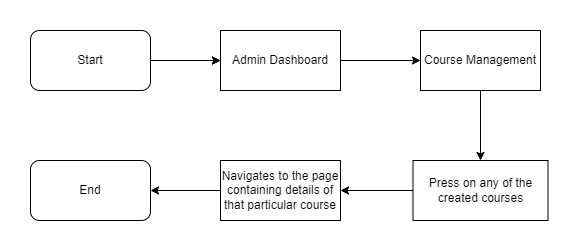 Start
Admin Dashboard
Course Management
Press on any of the
created courses
Navigates to the page
containing details of
that particular course
End